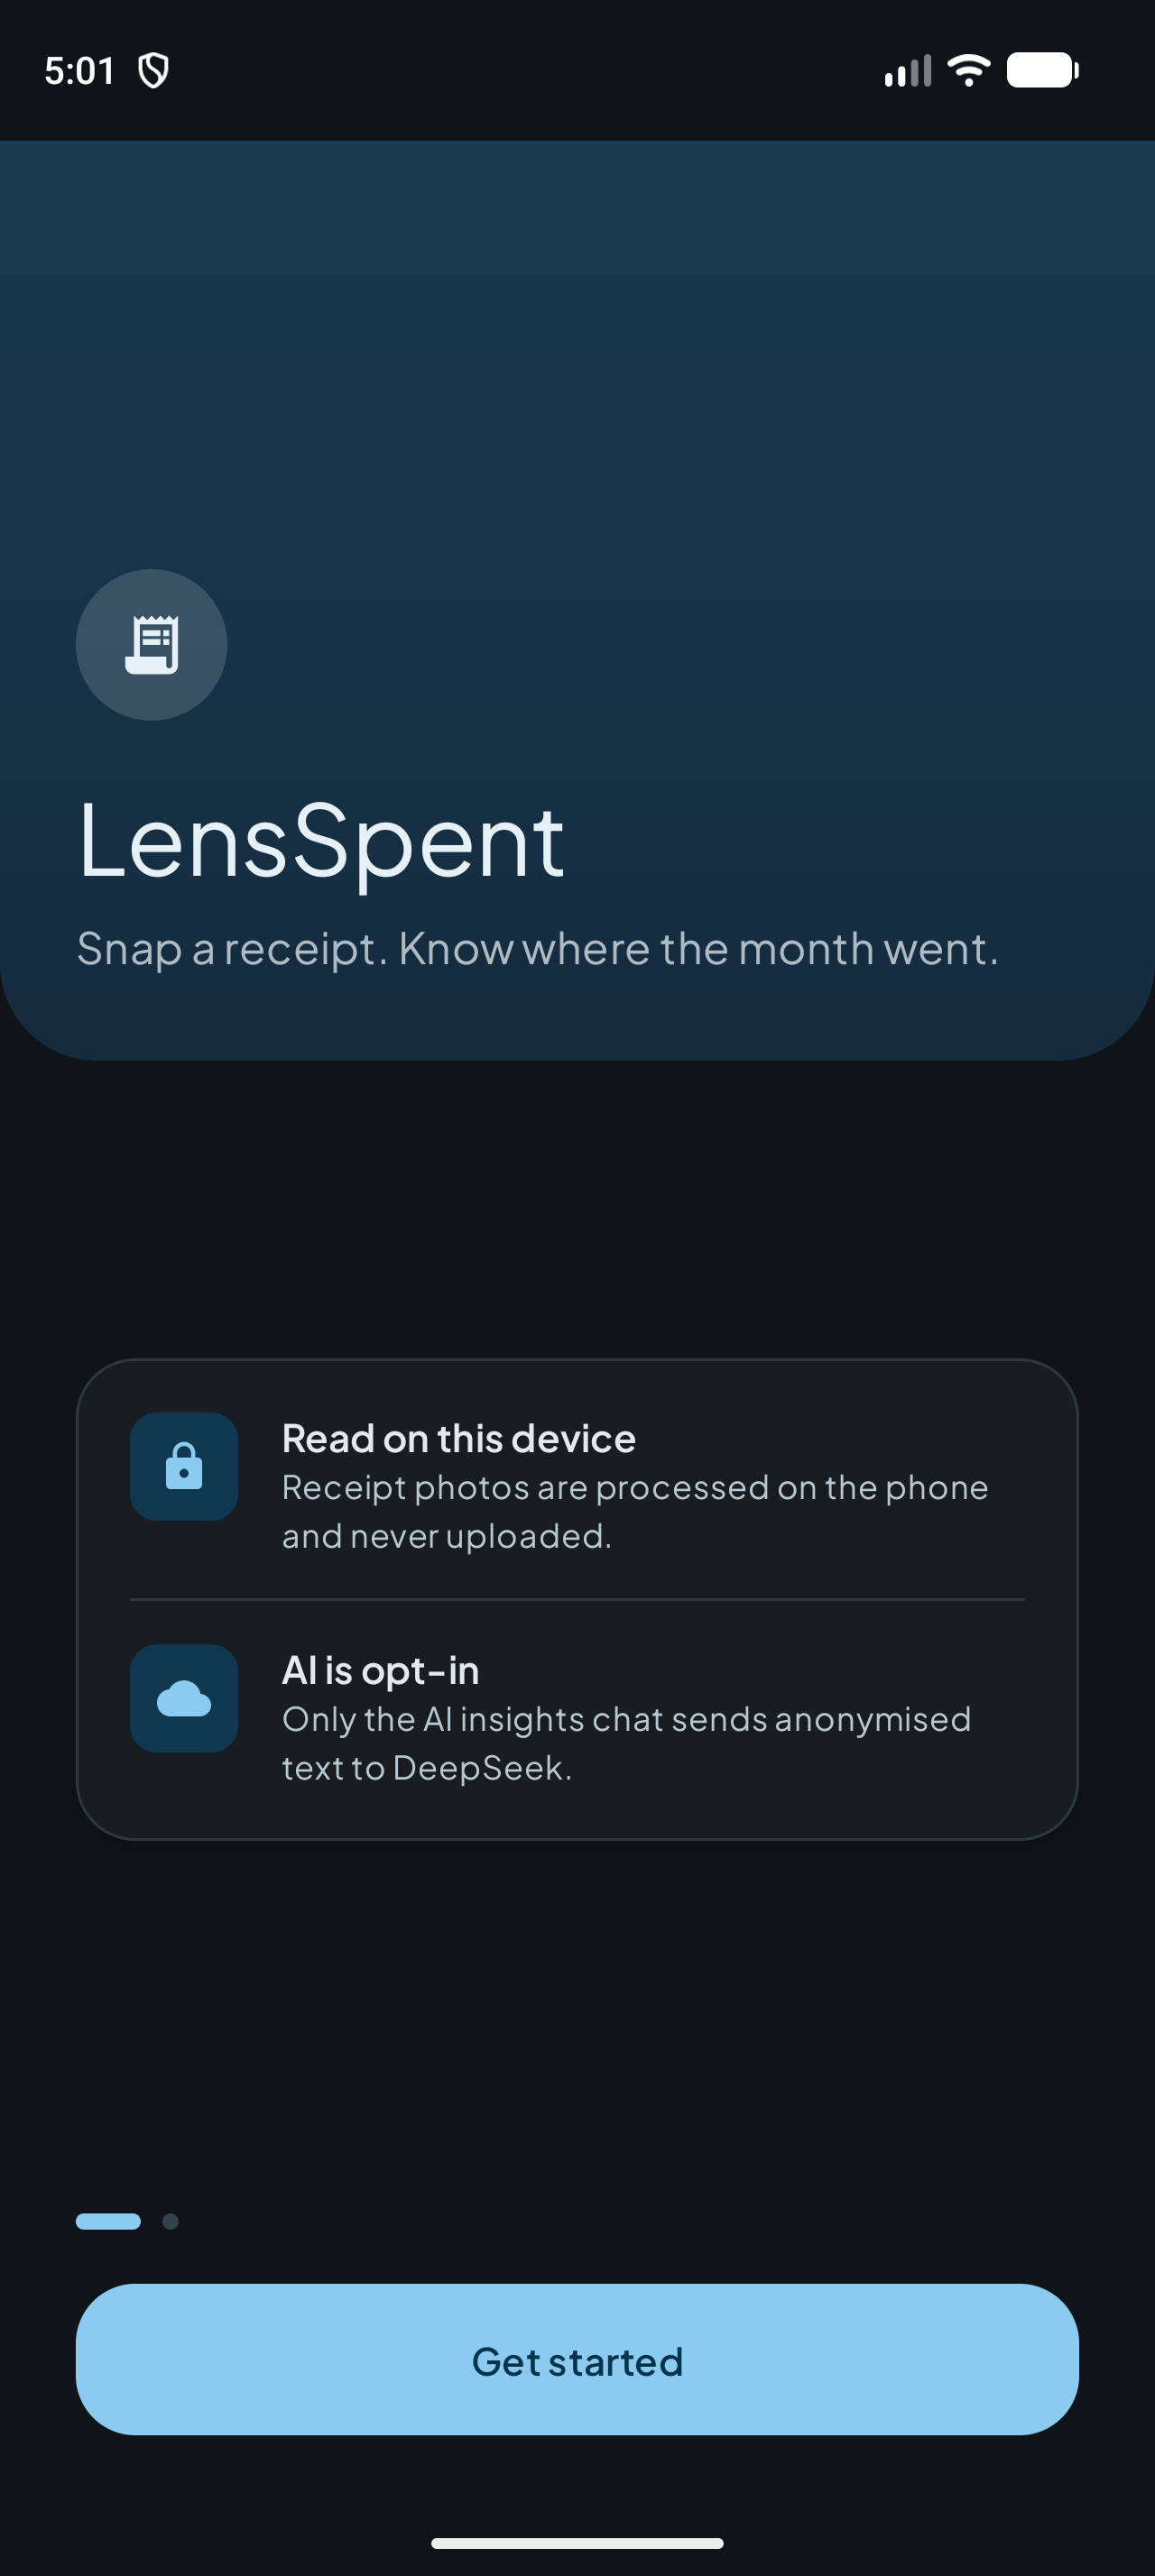 5:01
LensSpent
Snap a receipt. Know where the month went.
Read on this device
Receipt photos are processed on the phone
and never uploaded.
AI is opt-in
Only the AI insights chat sends anonymised
text to DeepSeek.
Get started